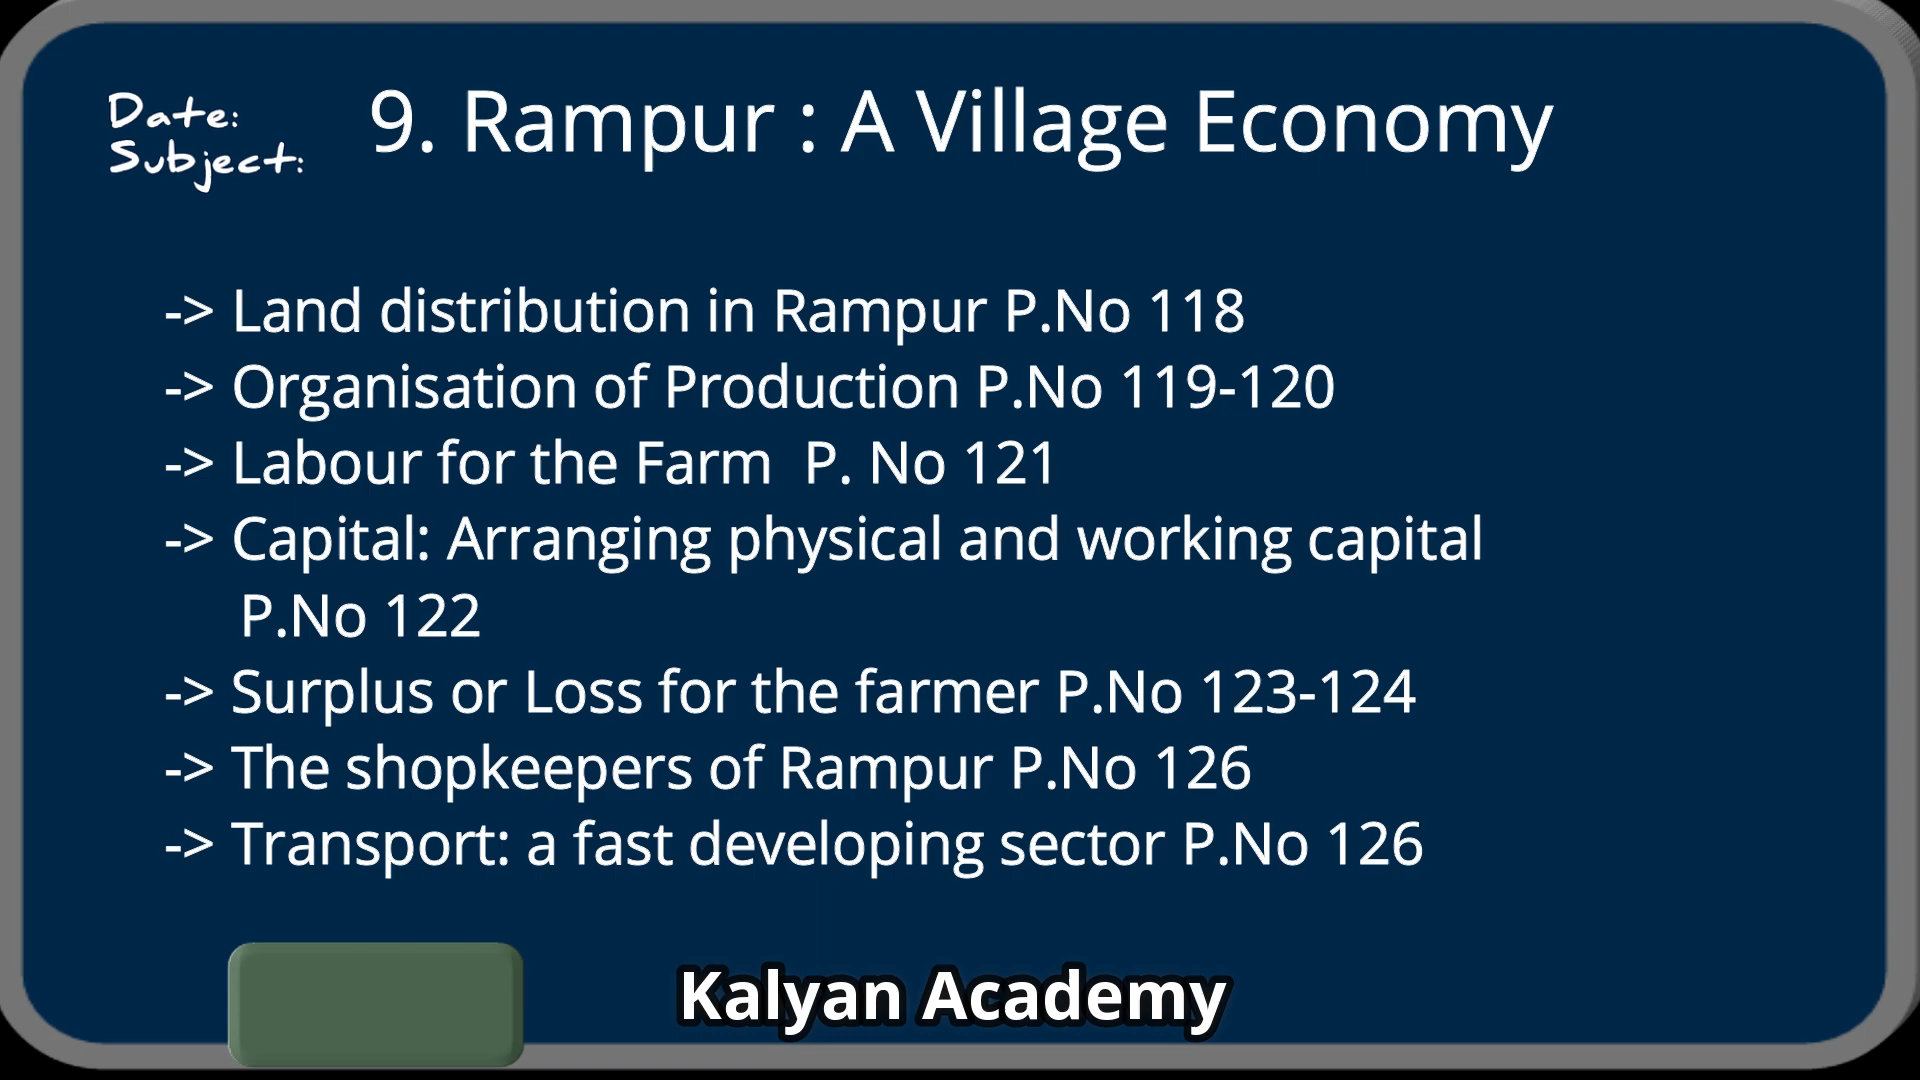 Date:
Subject:
9. Rampur : A Village Economy
-> Land distribution in Rampur P.No 118
-> Organisation of Production P.No 119-120
-> Labour for the Farm  P. No 121
-> Capital: Arranging physical and working capital
P.No 122
-> Surplus or Loss for the farmer P.No 123-124
-> The shopkeepers of Rampur P.No 126
-> Transport: a fast developing sector P.No 126
Kalyan Academy